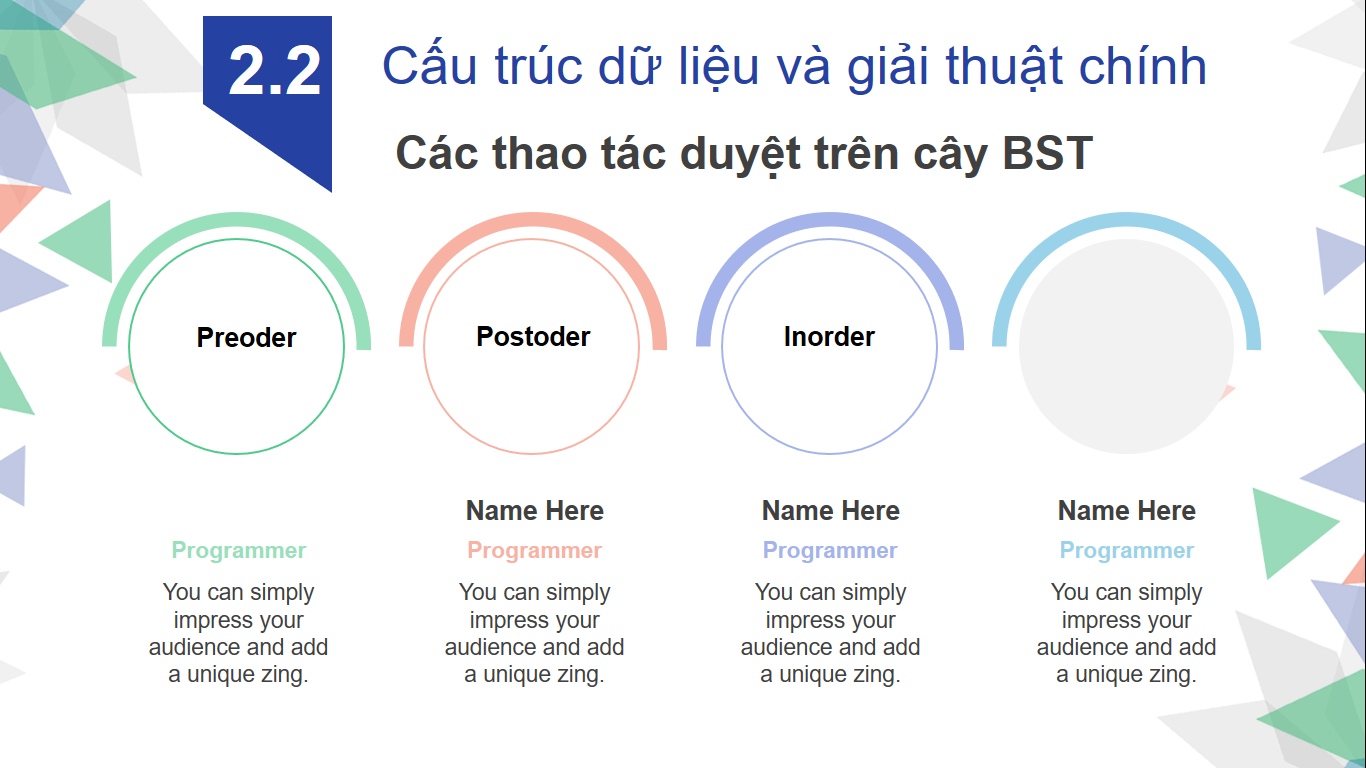 2.2
Cấu trúc dữ liệu và giải thuật chính
Các thao tác duyệt trên cây BST
Preoder
Postoder
Inorder
Programmer
You can simply
impress your
audience and add
a unique zing.
Name Here
Programmer
You can simply
impress your
audience and add
a unique zing.
Name Here
Programmer
You can simply
impress your
audience and add
a unique zing.
Name Here
Programmer
You can simply
impress your
audience and add
a unique zing.